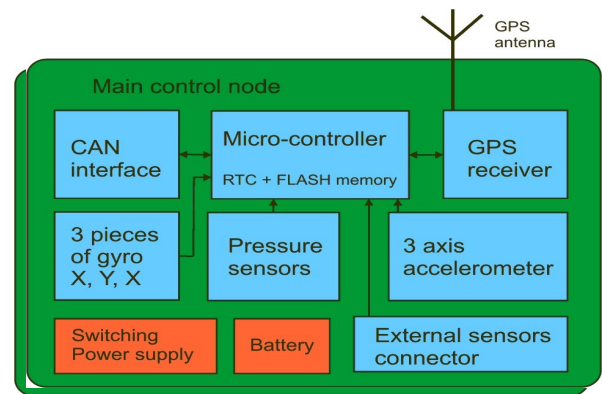 GPS
antenna
Main control node
CAN
interface
Micro-controller
RTC + FLASH memory
GPS
receiver
3 pieces
of gyro
X, Y, X
Pressure
sensors
3 axis
accelerometer
Switching
Power supply
Battery
External sensors
connector